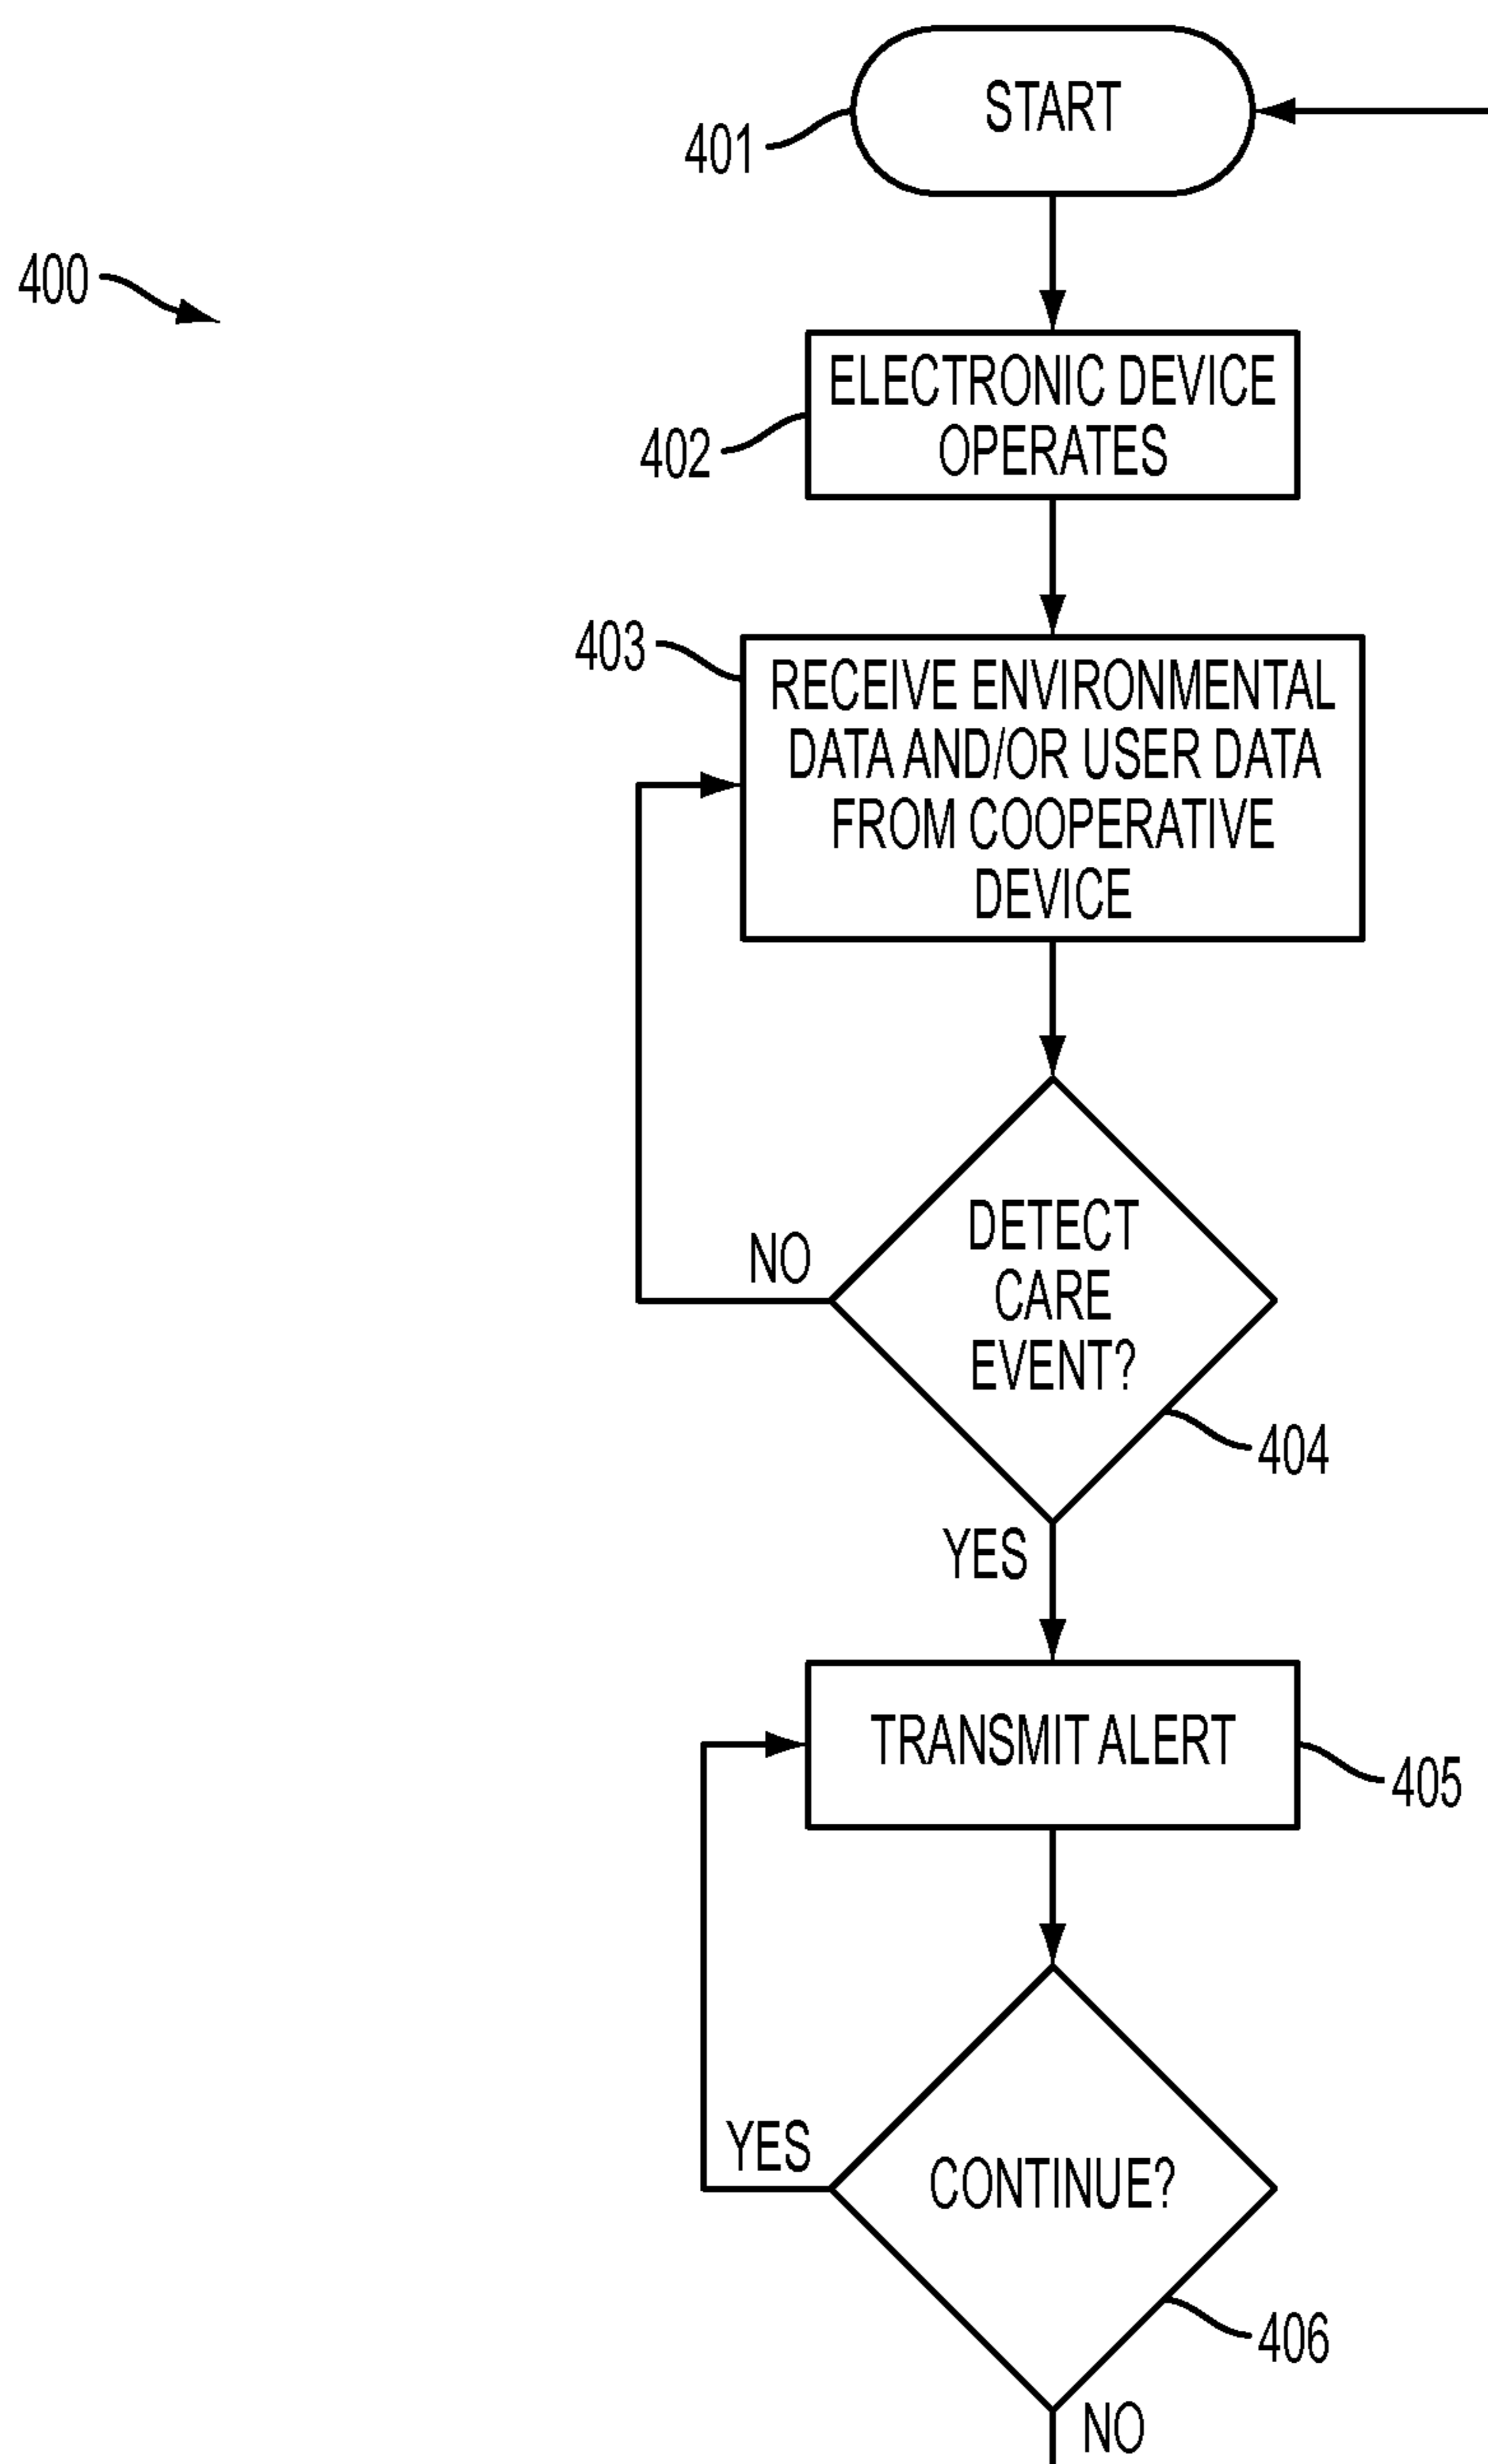 START
401
400
ELECTRONIC DEVICE
OPERATES
402
403
RECEIVE ENVIRONMENTAL
DATA AND/OR USER DATA
FROM COOPERATIVE
DEVICE
NO
DETECT
CARE
EVENT?
404
YES
TRANSMIT ALERT
405
YES
CONTINUE?
406
NO